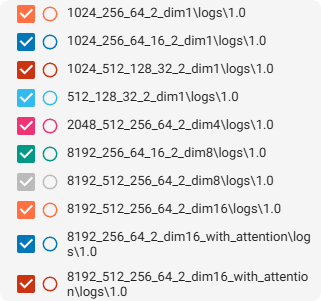 1024_256_64_2_dim1\logs\1.0
1024_256_64_16_2_dim1\logs\1.0
1024_512_128_32_2_dim1\logs\1.0
512_128_32_2_dim1\logs\1.0
2048_512_256_64_2_dim4\logs\1.0
8192_256_64_16_2_dim8\logs\1.0
8192_512_256_64_2_dim8\logs\1.0
8192_512_256_64_2_dim16\logs\1.0
8192_256_64_2_dim16_with_attention\log
s\1.0
8192_512_256_64_2_dim16_with_attentio
n\logs\1.0